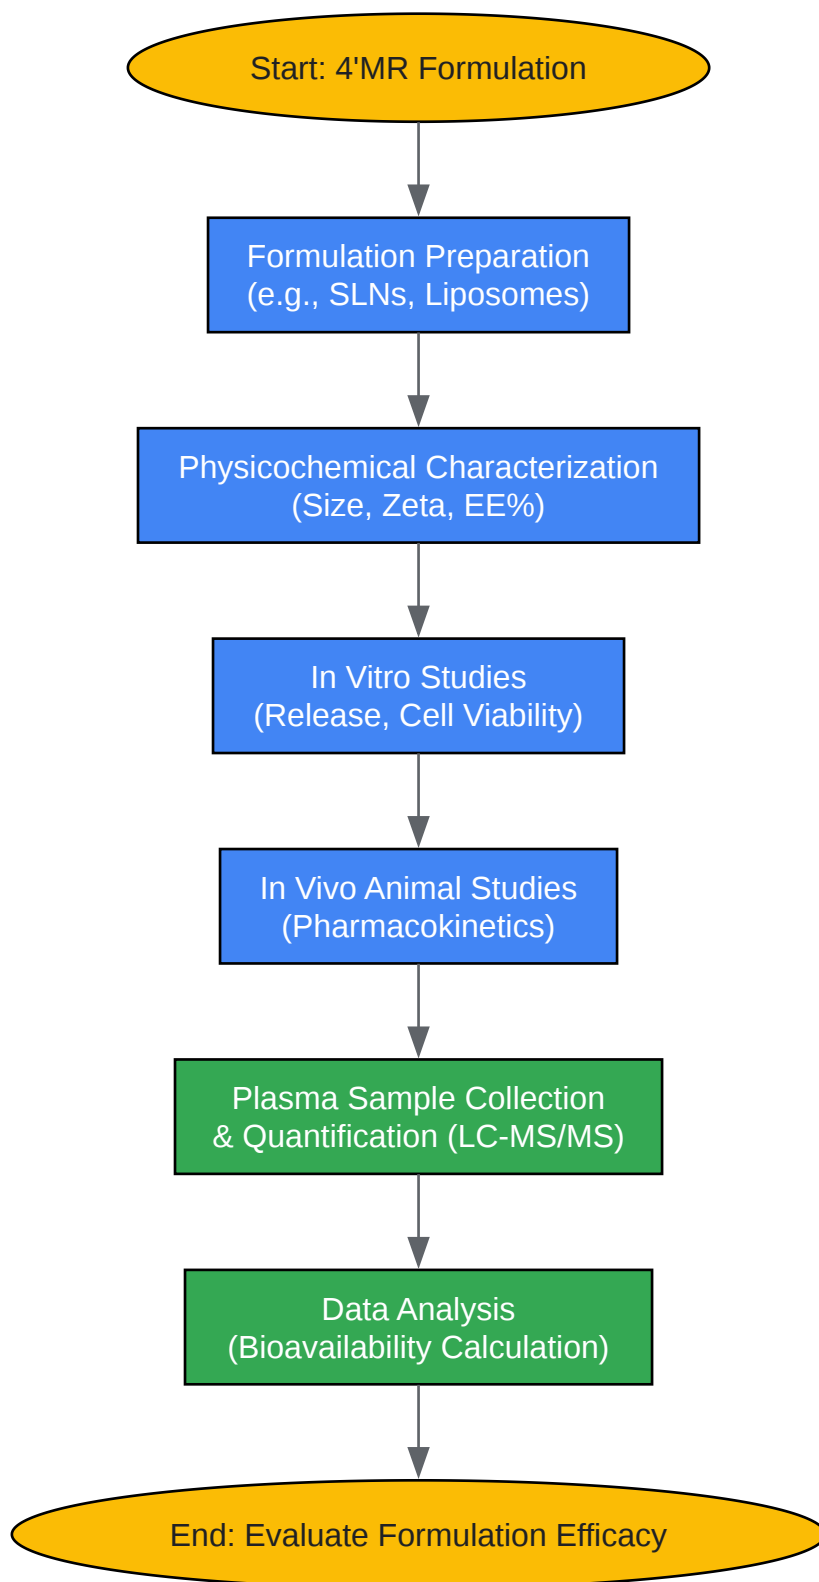 Start: 4'MR Formulation
Formulation Preparation
(e.g., SLNs, Liposomes)
Physicochemical Characterization
(Size, Zeta, EE%)
In Vitro Studies
(Release, Cell Viability)
In Vivo Animal Studies
(Pharmacokinetics)
Plasma Sample Collection
& Quantification (LC-MS/MS)
Data Analysis
(Bioavailability Calculation)
End: Evaluate Formulation Efficacy